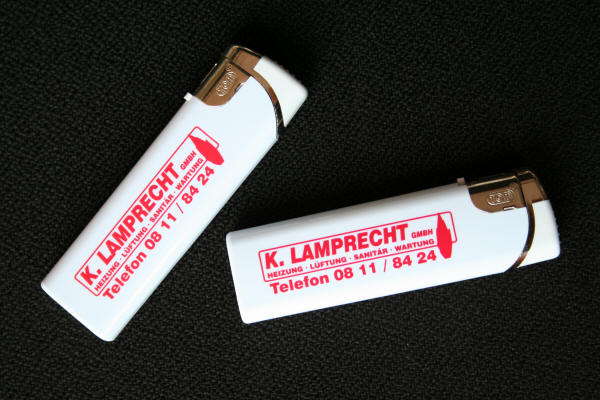 K. LAMPRECHT GMBH
HEIZUNG · LÜFTUNG · SANITÄR · WARTUNG
Telefon 08 11 / 84 24
K. LAMPRECHT GMBH
HEIZUNG · LÜFTUNG · SANITÄR · WARTUNG
Telefon 08 11 / 84 24